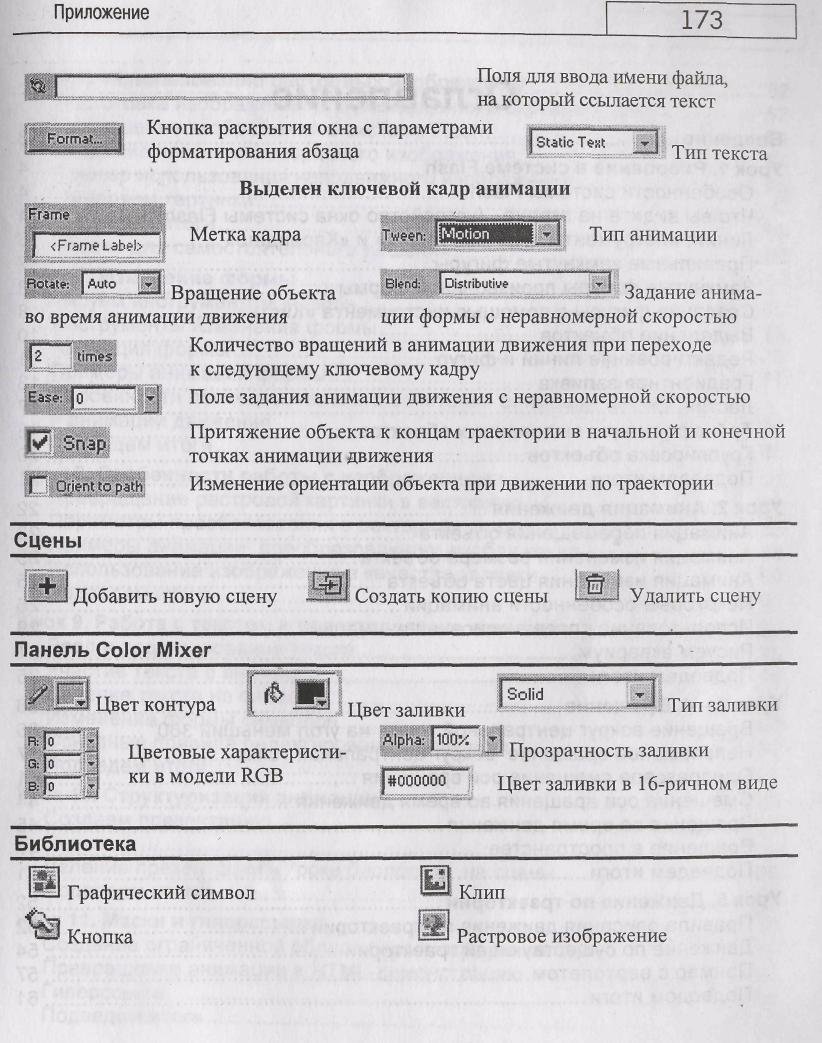 Приложение
173
Поля для ввода имени файла,
на который ссылается текст
Format...
Кнопка раскрытия окна с параметрами
форматирования абзаца
Static Text
Тип текста
Выделен ключевой кадр анимации
Frame
<Frame Label>
Метка кадра
Tween: Motion
Тип анимации
Rotate: Auto
Вращение объекта
во время анимации движения
Blend: Distributive
Задание анима-
ции формы с неравномерной скоростью
2 times
Количество вращений в анимации движения при переходе
к следующему ключевому кадру
Ease: 0
Поле задания анимации движения с неравномерной скоростью
Snap
Притяжение объекта к концам траектории в начальной и конечной
точках анимации движения
Orient to path
Изменение ориентации объекта при движении по траектории
Сцены
Добавить новую сцену
Создать копию сцены
Удалить сцену
Панель Color Mixer
Цвет контура
Цвет заливки
Solid
Тип заливки
R: 0
G: 0
B: 0
Цветовые характеристи-
ки в модели RGB
Alpha: 100%
Прозрачность заливки
#000000
Цвет заливки в 16-ричном виде
Библиотека
Графический символ
Клип
Кнопка
Растровое изображение